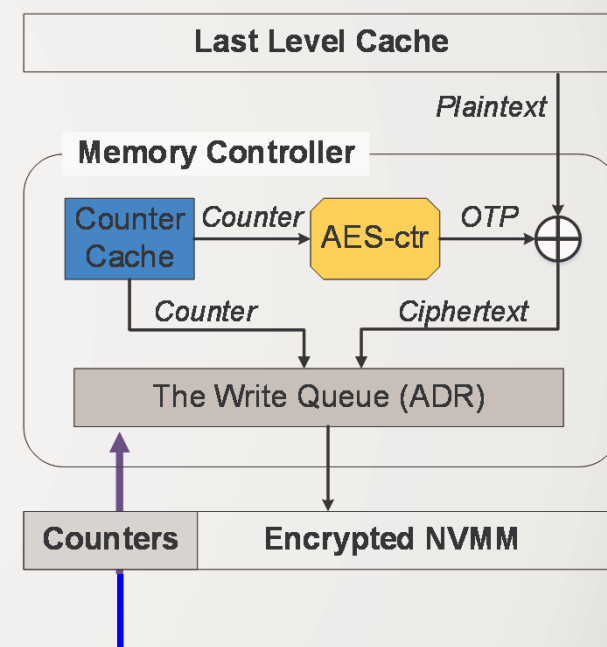 Last Level Cache
Plaintext
Memory Controller
Counter
Cache
Counter
AES-ctr
OTP
Counter
Ciphertext
The Write Queue (ADR)
Counters
Encrypted NVMM